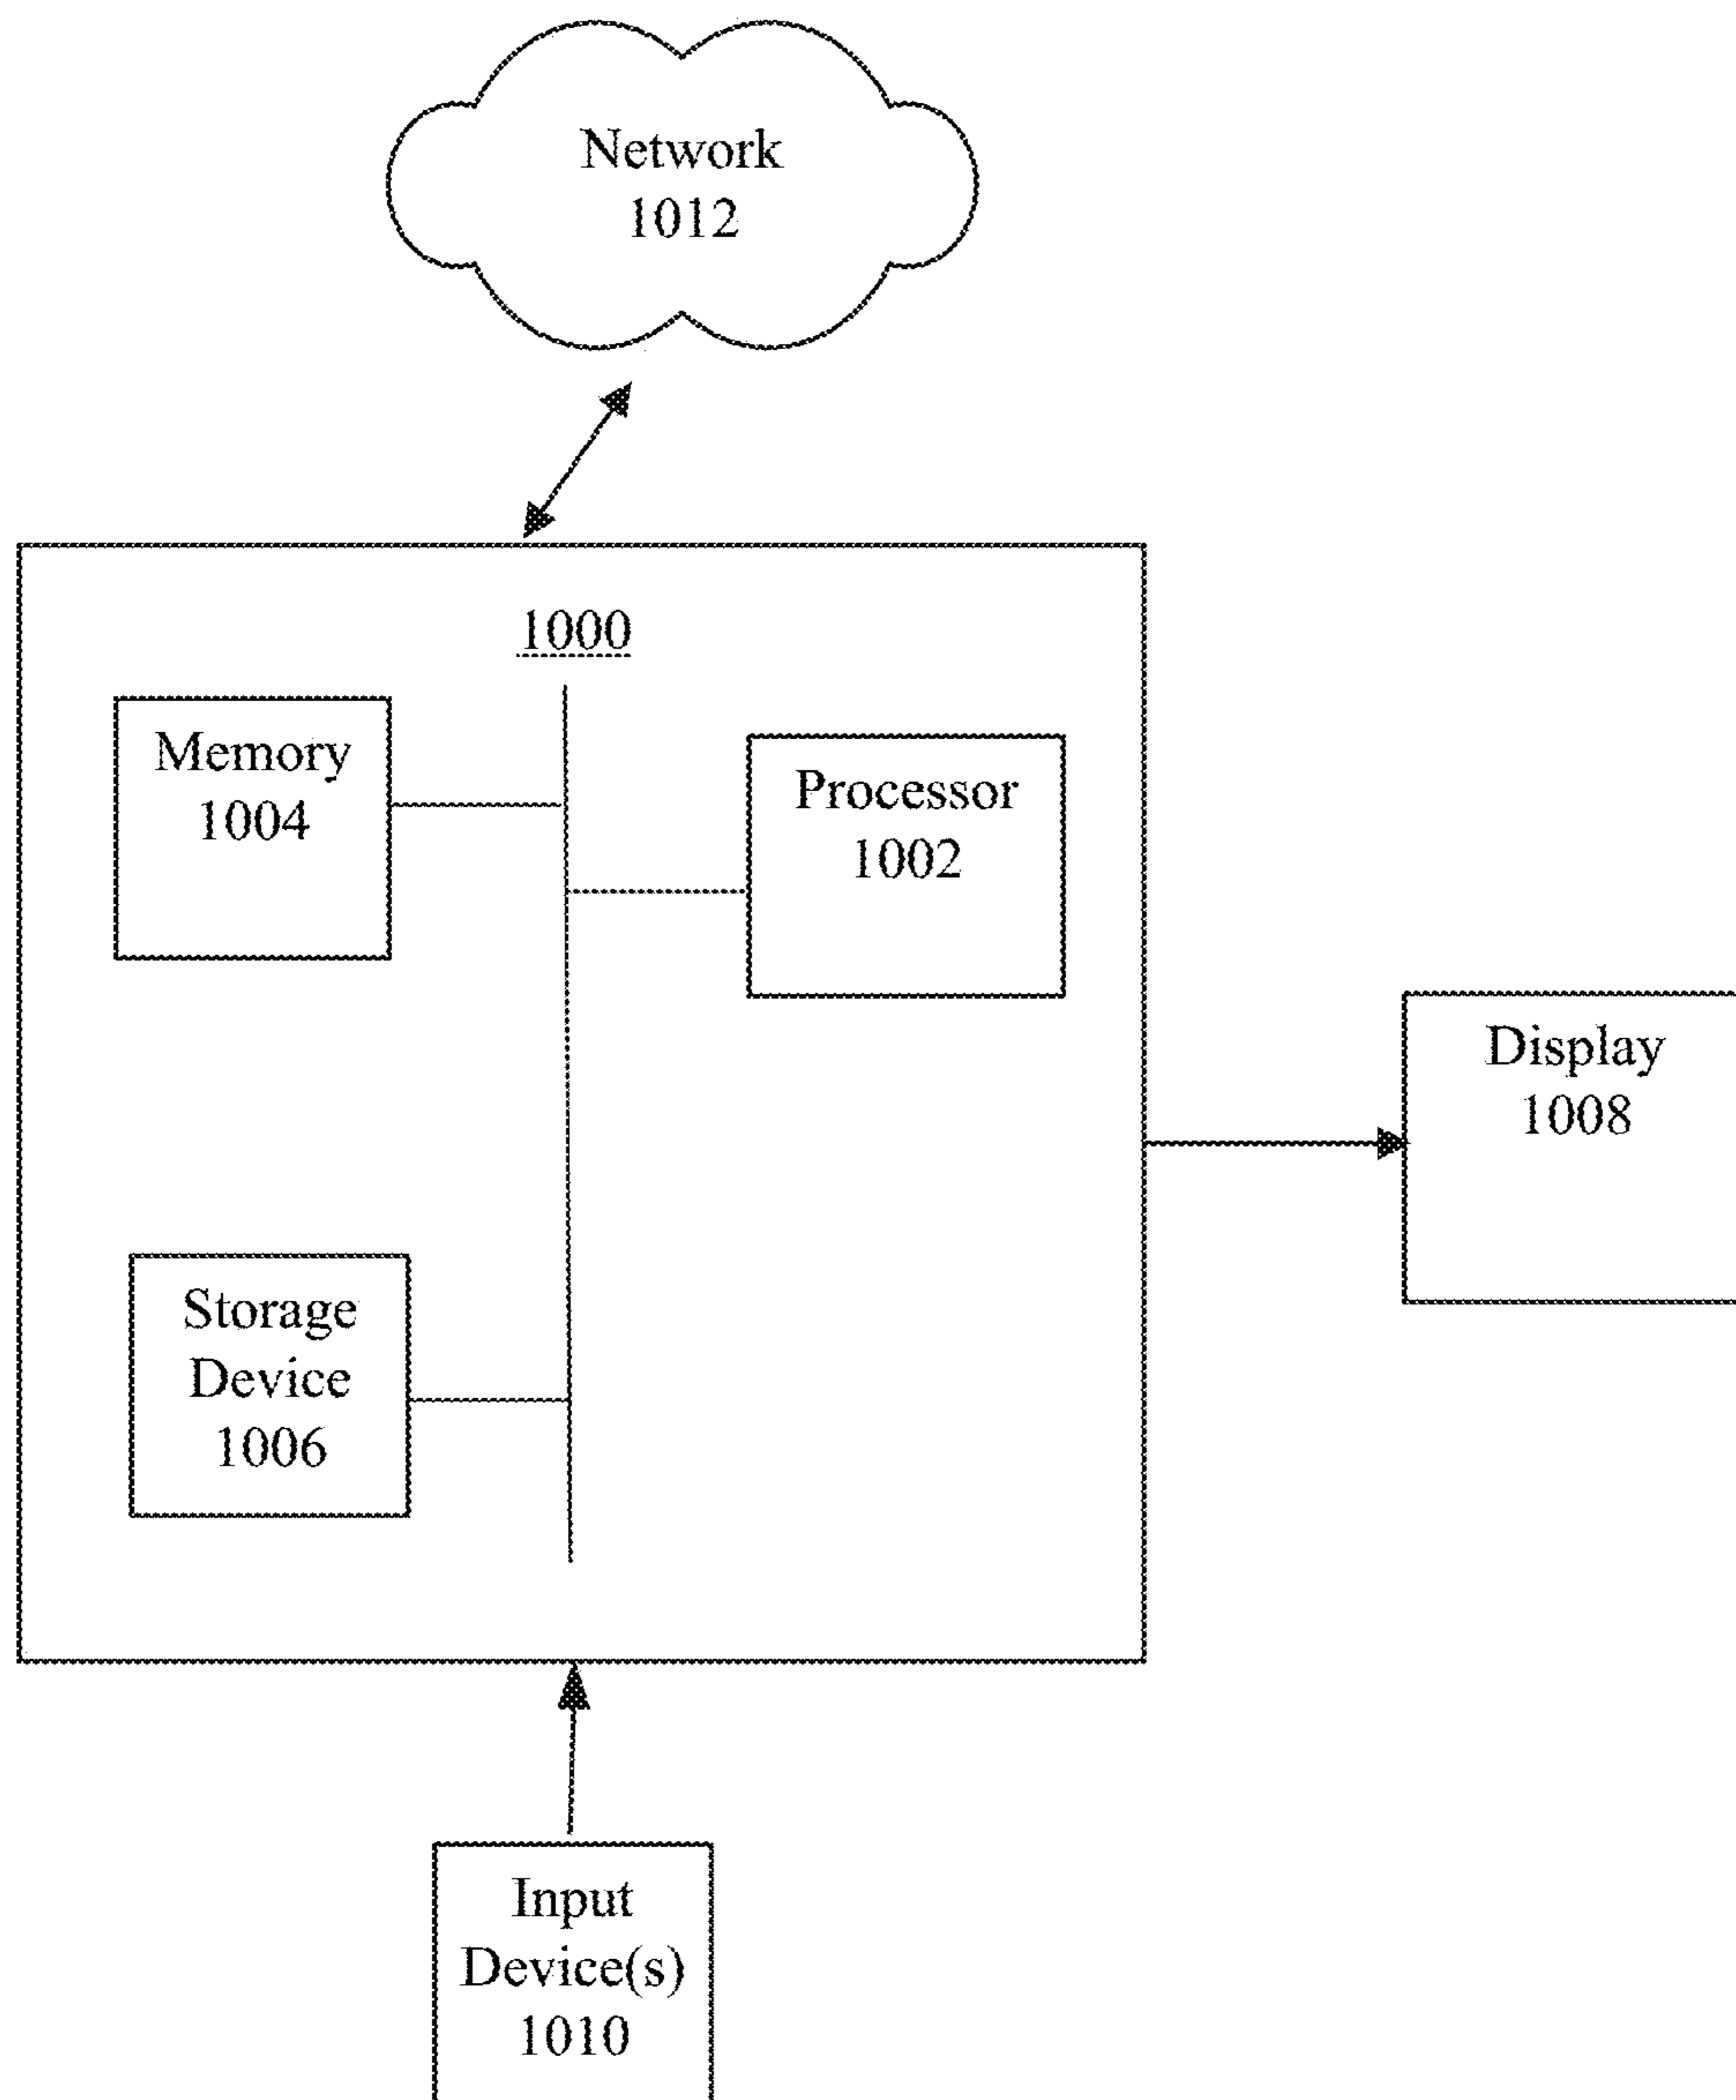 Network
1012
1000
Memory
1004
Processor
1002
Display
1008
Storage
Device
1006
Input
Device(s)
1010